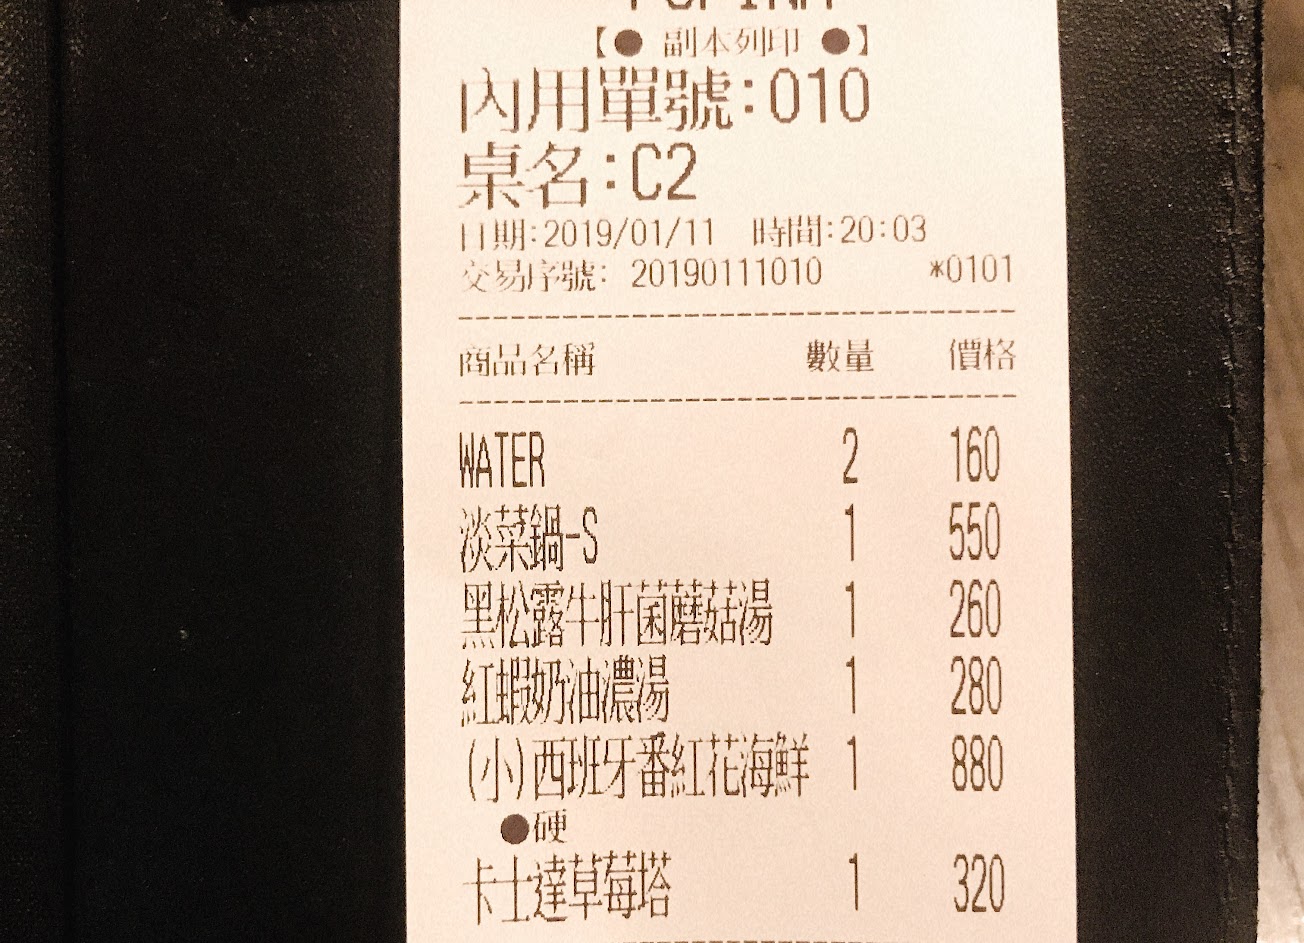 【● 副本列印 ●】
內用單號:010
桌名:C2
日期:2019/01/11 時間:20:03
交易序號: 20190111010 *0101
商品名稱 數量 價格
WATER 2 160
淡菜鍋-S 1 550
黑松露牛肝菌蘑菇湯 1 260
紅蝦奶油濃湯 1 280
(小)西班牙番紅花海鮮 1 880
●硬
卡士達草莓塔 1 320